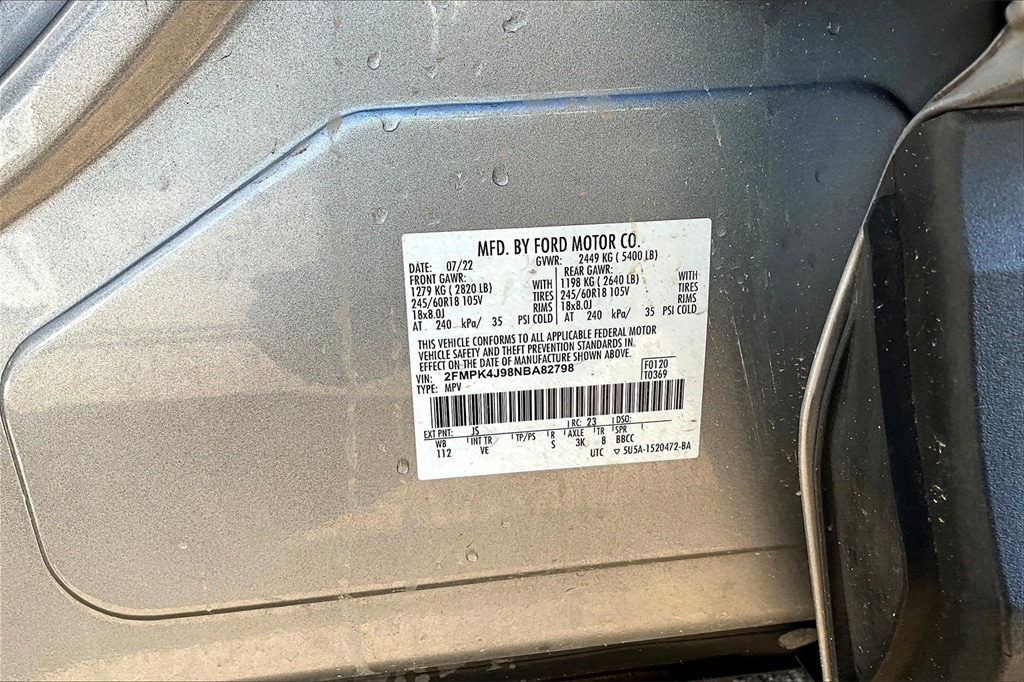 MFD. BY FORD MOTOR CO.
DATE: 07/22 GVWR: 2449 KG ( 5400 LB)
FRONT GAWR: REAR GAWR:
1279 KG ( 2820 LB) WITH 1198 KG ( 2640 LB) WITH
245/60R18 105V TIRES 245/60R18 105V TIRES
18x8.0J RIMS 18x8.0J RIMS
AT 240 kPa/ 35 PSI COLD AT 240 kPa/ 35 PSI COLD
THIS VEHICLE CONFORMS TO ALL APPLICABLE FEDERAL MOTOR
VEHICLE SAFETY AND THEFT PREVENTION STANDARDS IN
EFFECT ON THE DATE OF MANUFACTURE SHOWN ABOVE.
VIN: 2FMPK4J98NBA82798 F0120
TYPE: MPV T0369
EXT PNT: JS RC: 23 DSO:
WB INT TR TP/PS R AXLE TR SPR
112 VE S 3K 8 BBCC
UTC ▽ 5U5A-1520472-BA